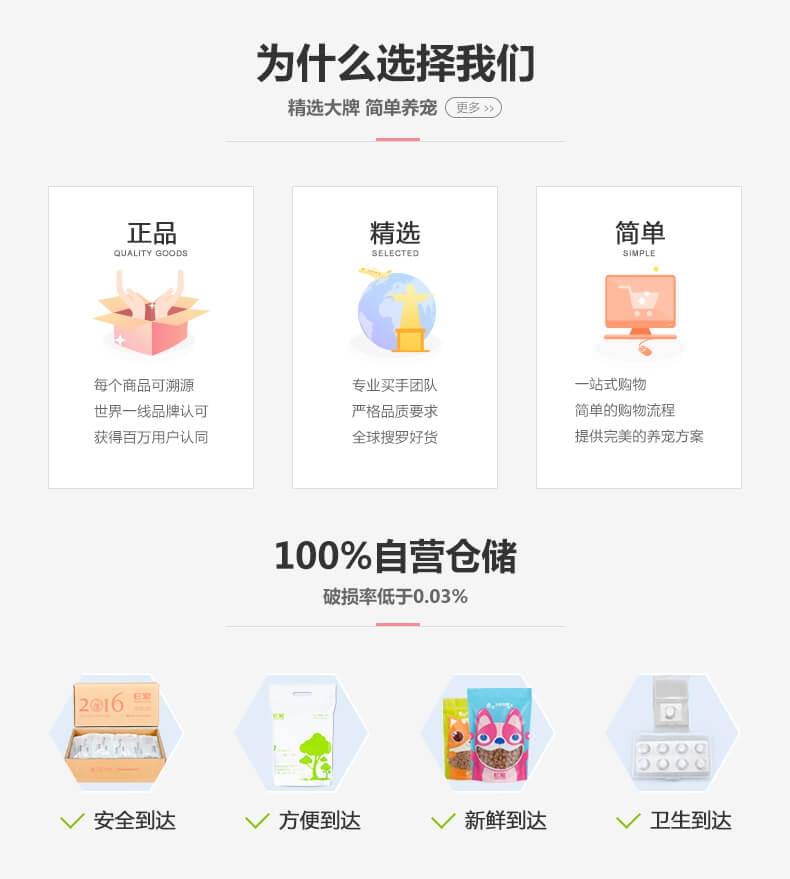 为什么选择我们
精选大牌 简单养宠 更多 >>
正品
QUALITY GOODS
每个商品可溯源
世界一线品牌认可
获得百万用户认同
精选
SELECTED
专业买手团队
严格品质要求
全球搜罗好货
简单
SIMPLE
一站式购物
简单的购物流程
提供完美的养宠方案
100%自营仓储
破损率低于0.03%
2016
安全到达
方便到达
新鲜到达
卫生到达